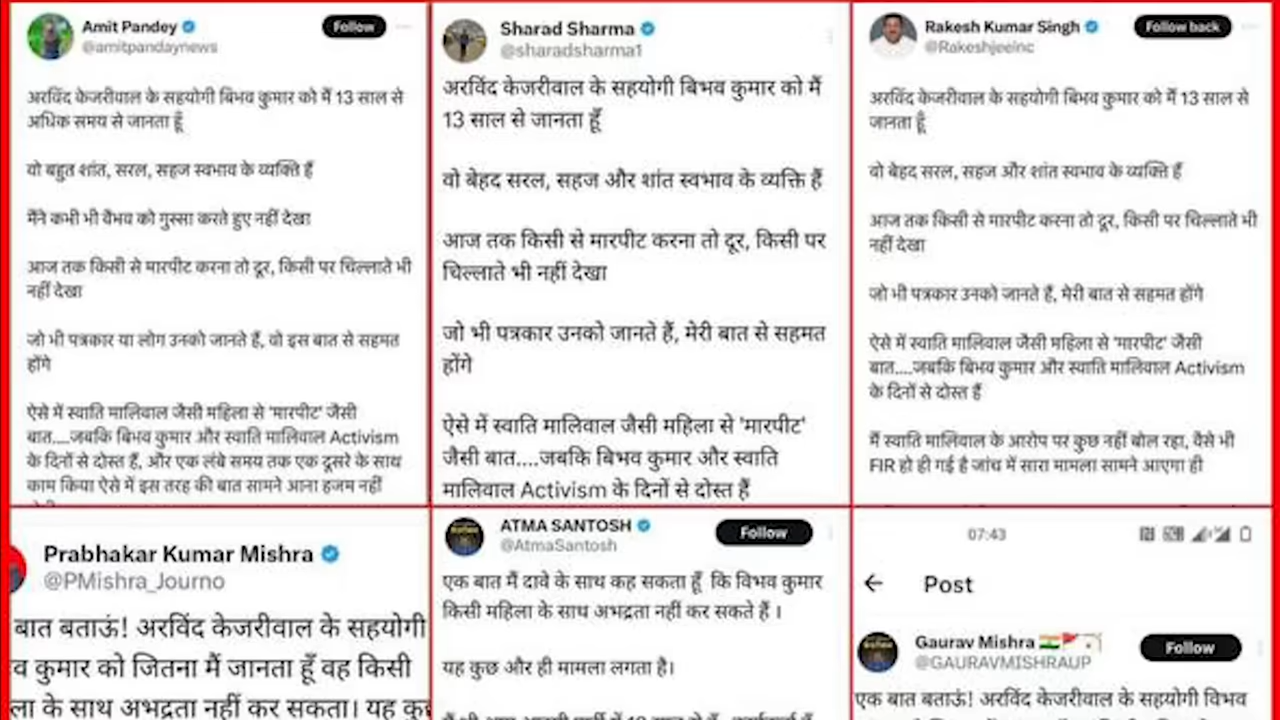 Amit Pandey
Follow
@amitpandaynews
अरविंद केजरीवाल के सहयोगी बिभव कुमार को मैं 13 साल से
अधिक समय से जानता हूँ
वो बहुत शांत, सरल, सहज स्वभाव के व्यक्ति हैं
मैंने कभी भी वैभव को गुस्सा करते हुए नहीं देखा
आज तक किसी से मारपीट करना तो दूर, किसी पर चिल्लाते भी
नहीं देखा
जो भी पत्रकार या लोग उनको जानते हैं, वो इस बात से सहमत
होंगे
ऐसे में स्वाति मालिवाल जैसी महिला से 'मारपीट' जैसी
बात....जबकि बिभव कुमार और स्वाति मालिवाल Activism
के दिनों से दोस्त हैं, और एक लंबे समय तक एक दूसरे के साथ
काम किया ऐसे में इस तरह की बात सामने आना हजम नहीं
Sharad Sharma
@sharadsharma1
अरविंद केजरीवाल के सहयोगी बिभव कुमार को मैं
13 साल से जानता हूँ
वो बेहद सरल, सहज और शांत स्वभाव के व्यक्ति हैं
आज तक किसी से मारपीट करना तो दूर, किसी पर
चिल्लाते भी नहीं देखा
जो भी पत्रकार उनको जानते हैं, मेरी बात से सहमत
होंगे
ऐसे में स्वाति मालिवाल जैसी महिला से 'मारपीट'
जैसी बात....जबकि बिभव कुमार और स्वाति
मालिवाल Activism के दिनों से दोस्त हैं
Rakesh Kumar Singh
Follow back
@Rakeshjeeinc
अरविंद केजरीवाल के सहयोगी बिभव कुमार को मैं 13 साल से
जानता हूँ
वो बेहद सरल, सहज और शांत स्वभाव के व्यक्ति हैं
आज तक किसी से मारपीट करना तो दूर, किसी पर चिल्लाते भी
नहीं देखा
जो भी पत्रकार उनको जानते हैं, मेरी बात से सहमत होंगे
ऐसे में स्वाति मालिवाल जैसी महिला से 'मारपीट' जैसी
बात....जबकि बिभव कुमार और स्वाति मालिवाल Activism
के दिनों से दोस्त हैं
मैं स्वाति मालिवाल के आरोप पर कुछ नहीं बोल रहा, वैसे भी
FIR हो ही गई है जांच में सारा मामला सामने आएगा ही
Prabhakar Kumar Mishra
@PMishra_Journo
बात बताऊं! अरविंद केजरीवाल के सहयोगी
व कुमार को जितना मैं जानता हूँ वह किसी
ला के साथ अभद्रता नहीं कर सकता। यह
ATMA SANTOSH
Follow
@AtmaSantosh
एक बात मैं दावे के साथ कह सकता हूँ कि विभव कुमार
किसी महिला के साथ अभद्रता नहीं कर सकते हैं ।
यह कुछ और ही मामला लगता है।
07:43
Post
Gaurav Mishra
Follow
@GAURAVMISHRAUP
एक बात बताऊं! अरविंद केजरीवाल के सहयोगी विभव